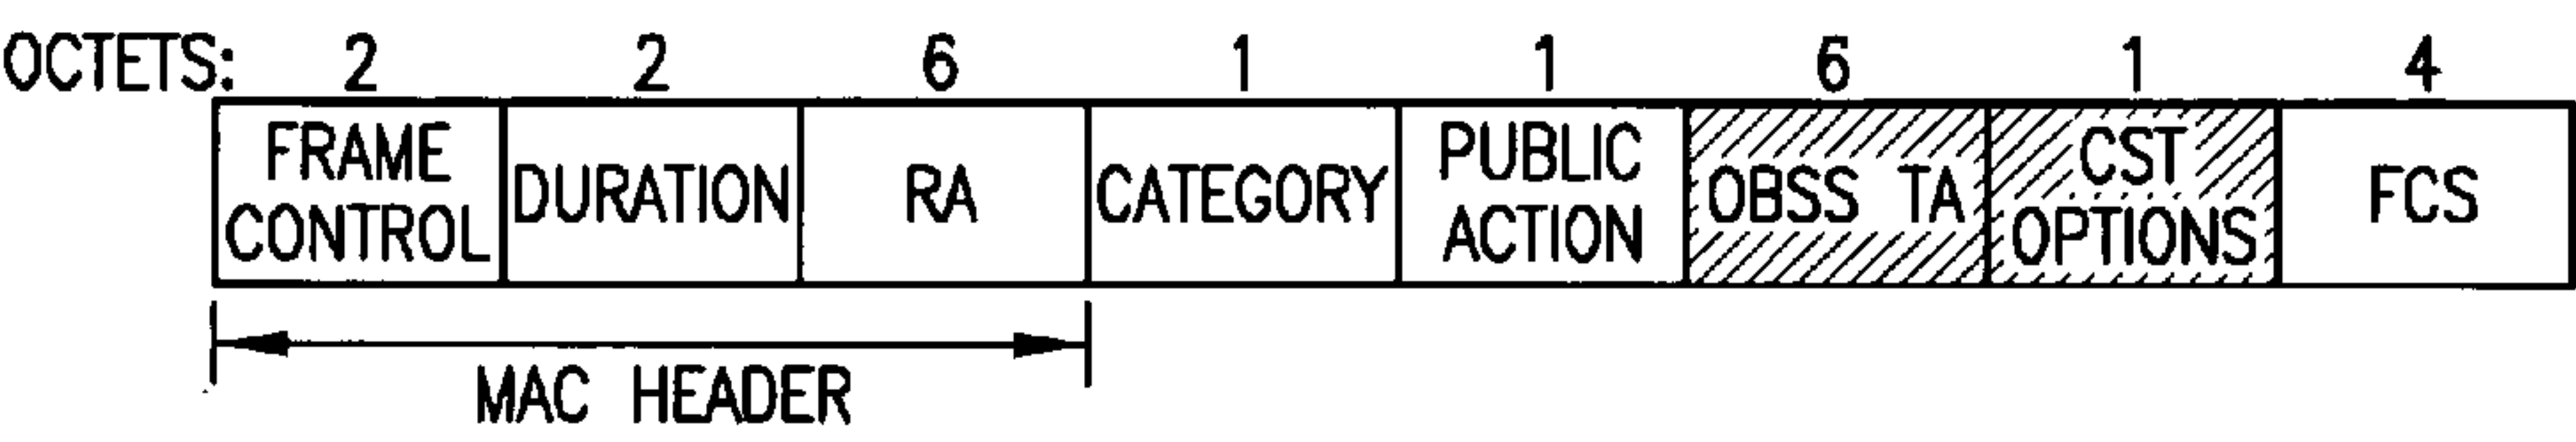 OCTETS: 2 2 6 1 1 6 1 4
FRAME CONTROL
DURATION
RA
CATEGORY
PUBLIC ACTION
OBSS TA
CST OPTIONS
FCS
MAC HEADER